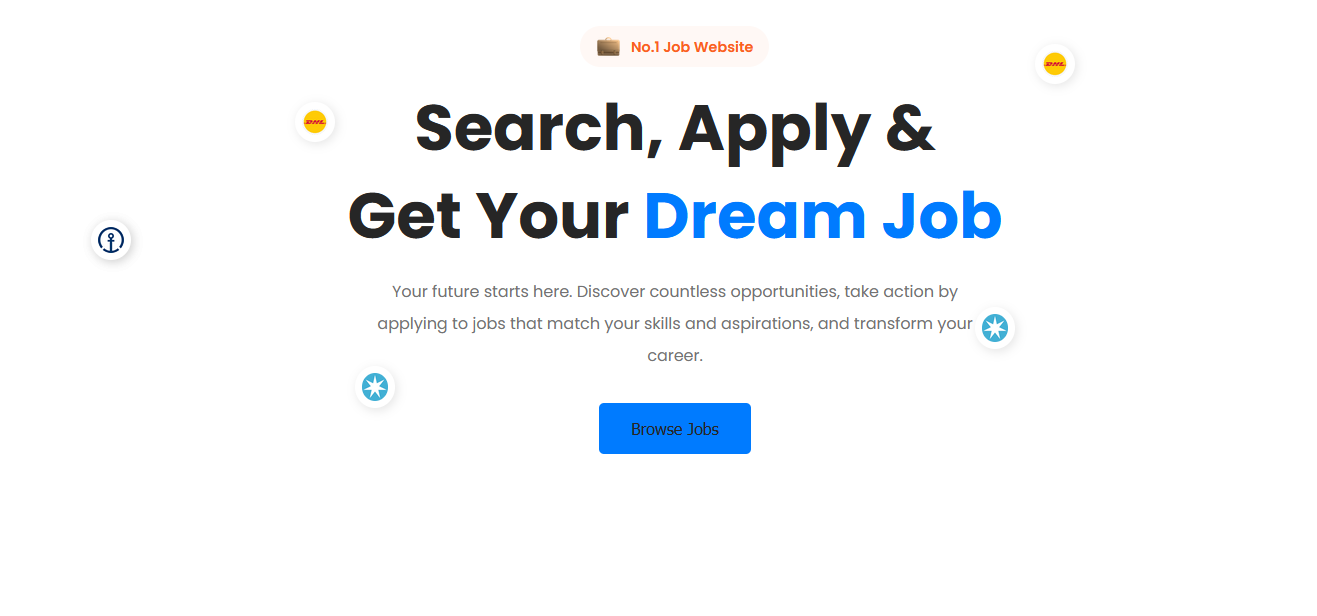 No.1 Job Website
DHL
DHL
Search, Apply &
Get Your Dream Job
Your future starts here. Discover countless opportunities, take action by
applying to jobs that match your skills and aspirations, and transform your
career.
Browse Jobs